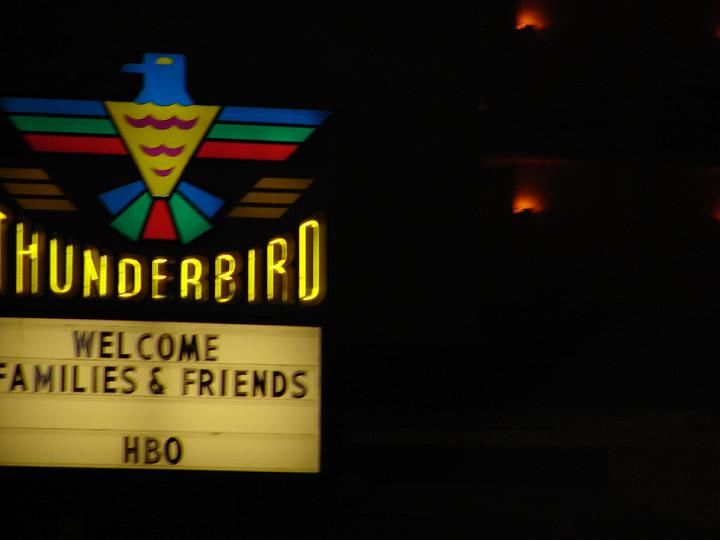 THUNDERBIRD
WELCOME
FAMILIES & FRIENDS
HBO